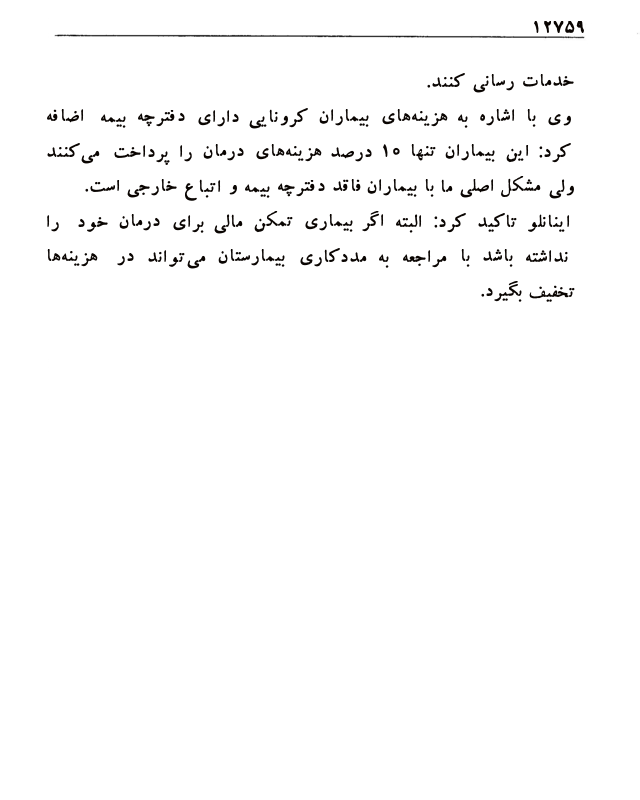 ۱۲۷۵۹
خدمات رسانی کنند.
وی با اشاره به هزینه‌های بیماران کرونایی دارای دفترچه بیمه اضافه
کرد: این بیماران تنها ۱۰ درصد هزینه‌های درمان را پرداخت می‌کنند
ولی مشکل اصلی ما با بیماران فاقد دفترچه بیمه و اتباع خارجی است.
اینانلو تاکید کرد: البته اگر بیماری تمکن مالی برای درمان خود را
نداشته باشد با مراجعه به مددکاری بیمارستان می‌تواند در هزینه‌ها
تخفیف بگیرد.